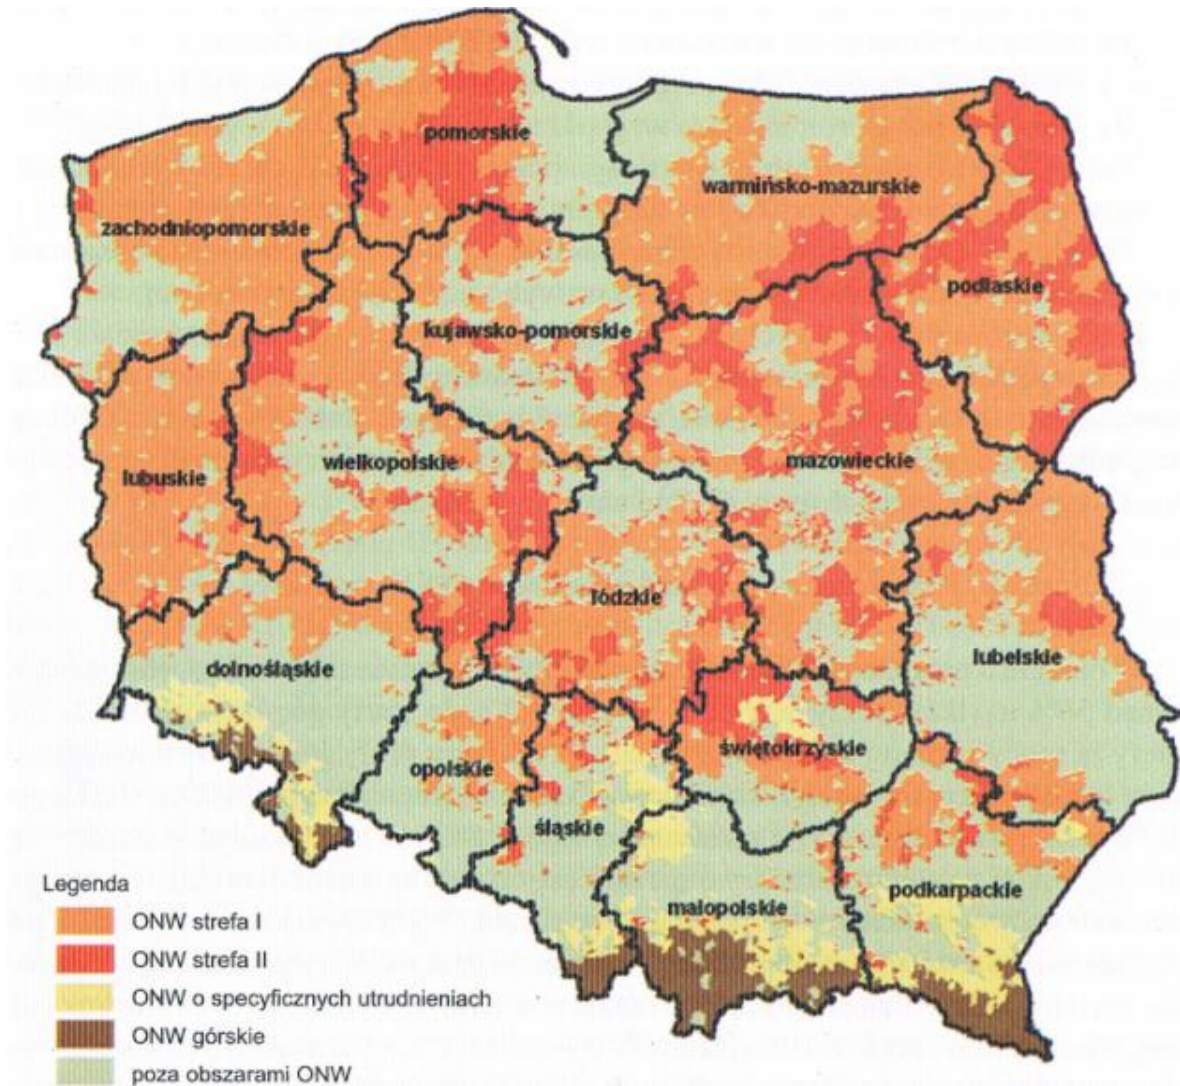 pomorskie
warmińsko-mazurskie
zachodniopomorskie
podlaskie
kujawsko-pomorskie
wielkopolskie
mazowieckie
lubuskie
łódzkie
dolnośląskie
lubelskie
opolskie
świętokrzyskie
śląskie
podkarpackie
małopolskie
Legenda
ONW strefa I
ONW strefa II
ONW o specyficznych utrudnieniach
ONW górskie
poza obszarami ONW